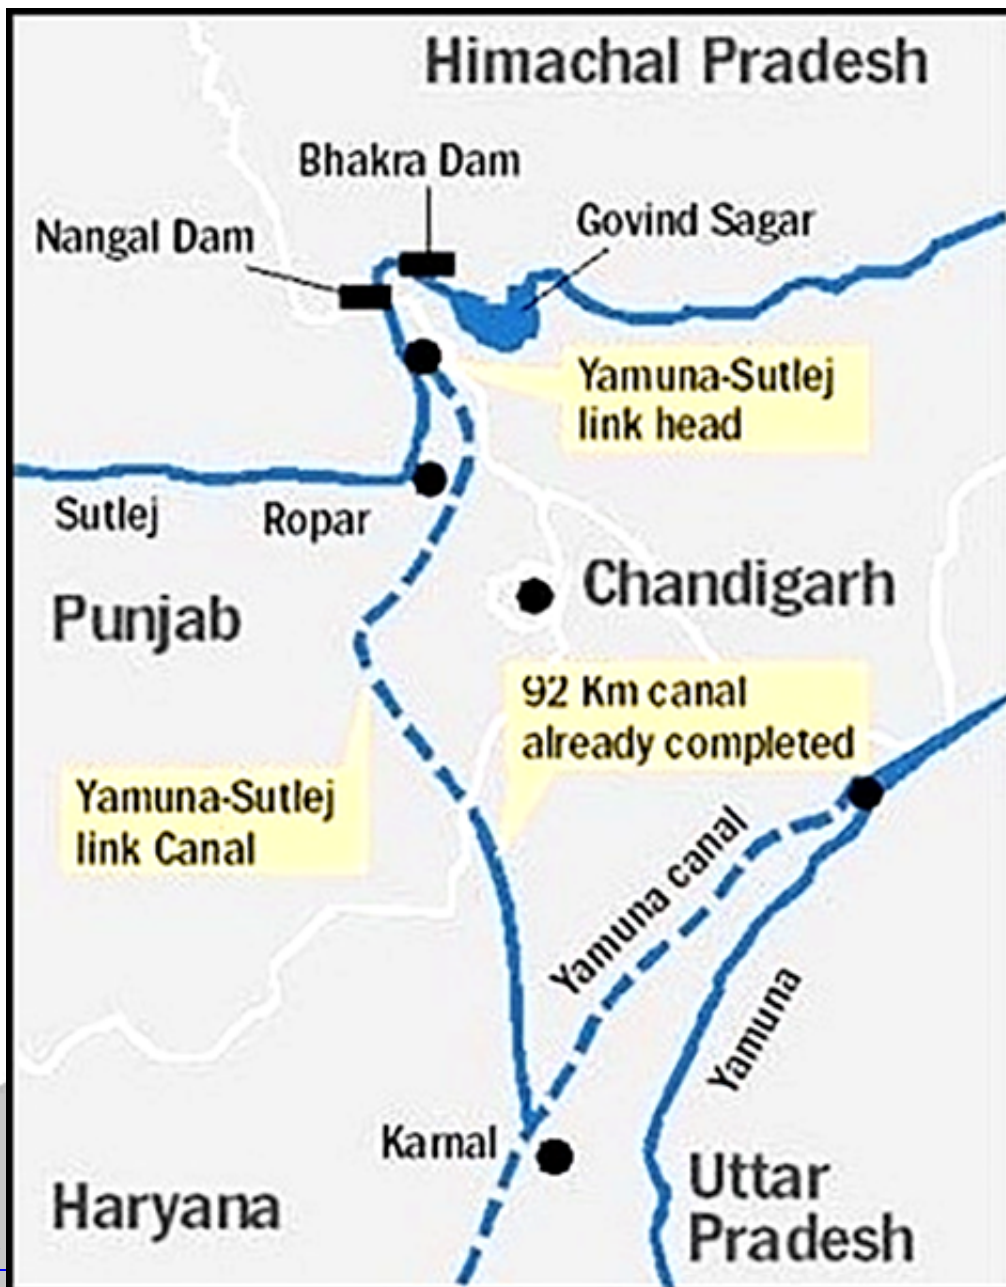 Himachal Pradesh
Bhakra Dam
Govind Sagar
Nangal Dam
Yamuna-Sutlej
link head
Sutlej
Ropar
Chandigarh
Punjab
92 Km canal
already completed
Yamuna-Sutlej
link Canal
Yamuna canal
Yamuna
Karnal
Uttar
Pradesh
Haryana